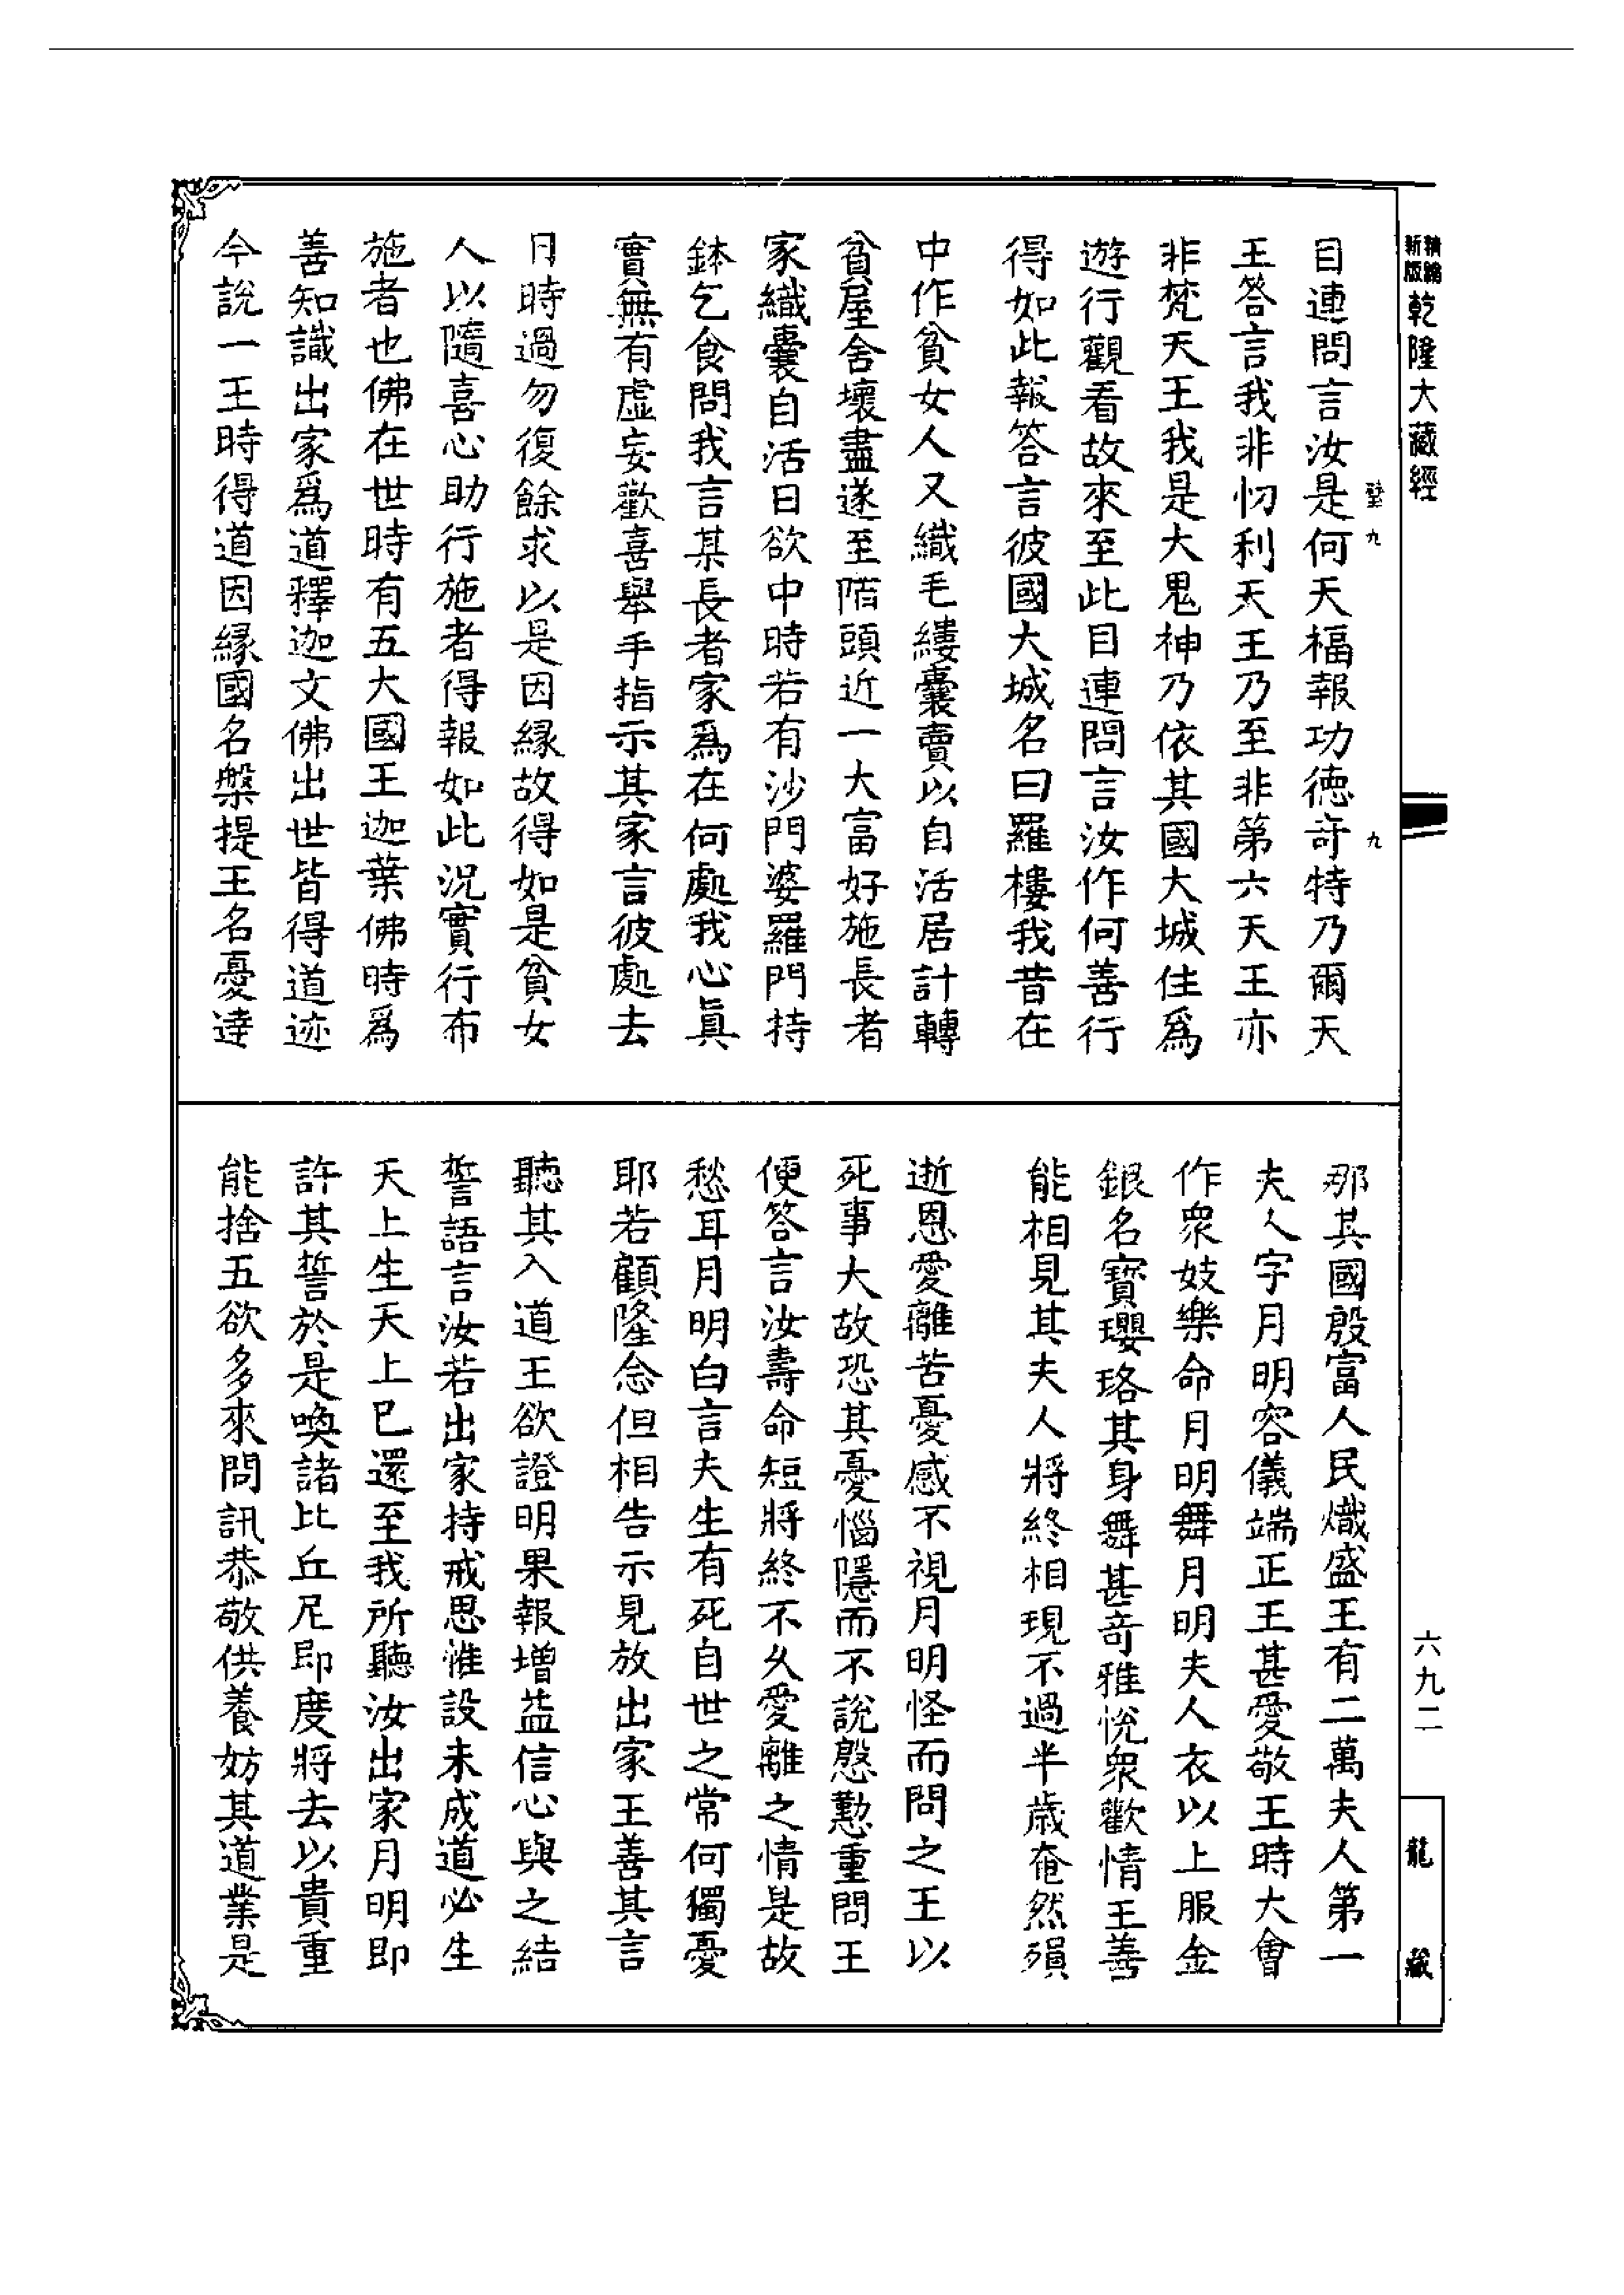 精縮
新版
乾隆大藏經
六九二
龍藏
九
九
目連問言汝是何天福報功德奇特乃爾天
王答言我非忉利天王乃至非第六天王亦
非梵天王我是大鬼神乃依其國大城住爲
遊行觀看故來至此目連問言汝作何善行
得如此報答言彼國大城名曰羅樓我昔在
中作貧女人又織毛縷囊賣以自活居計轉
貧屋舍壞盡遂至陌頭近一大富好施長者
家織囊自活日欲中時若有沙門婆羅門持
鉢乞食問我言某長者家爲在何處我心眞
實無有虛妄歡喜舉手指示其家言彼處去
日時過勿復餘求以是因緣故得如是貧女
人以隨喜心助行施者得報如此況實行布
施者也佛在世時有五大國王迦葉佛時爲
善知識出家爲道釋迦文佛出世皆得道迹
今說一王時得道因緣國名槃提王名憂達
那其國殷富人民熾盛王有二萬夫人第一
夫人字月明容儀端正王甚愛敬王時大會
作衆妓樂命月明舞月明夫人衣以上服金
銀名寶瓔珞其身舞甚奇雅悅衆歡情王善
能相見其夫人將終相現不過半歲奄然殞
逝恩愛離苦憂慼不視月明怪而問之王以
死事大故恐其憂惱隱而不說慇懃重問王
便答言汝壽命短將終不久愛離之情是故
愁耳月明白言夫生有死自世之常何獨憂
耶若顧隆念但相告示見放出家王善其言
聽其入道王欲證明果報增益信心與之結
誓語言汝若出家持戒思惟設未成道必生
天上生天上已還至我所聽汝出家月明即
許其誓於是喚諸比丘尼即度將去以貴重
能捨五欲多來問訊恭敬供養妨其道業是